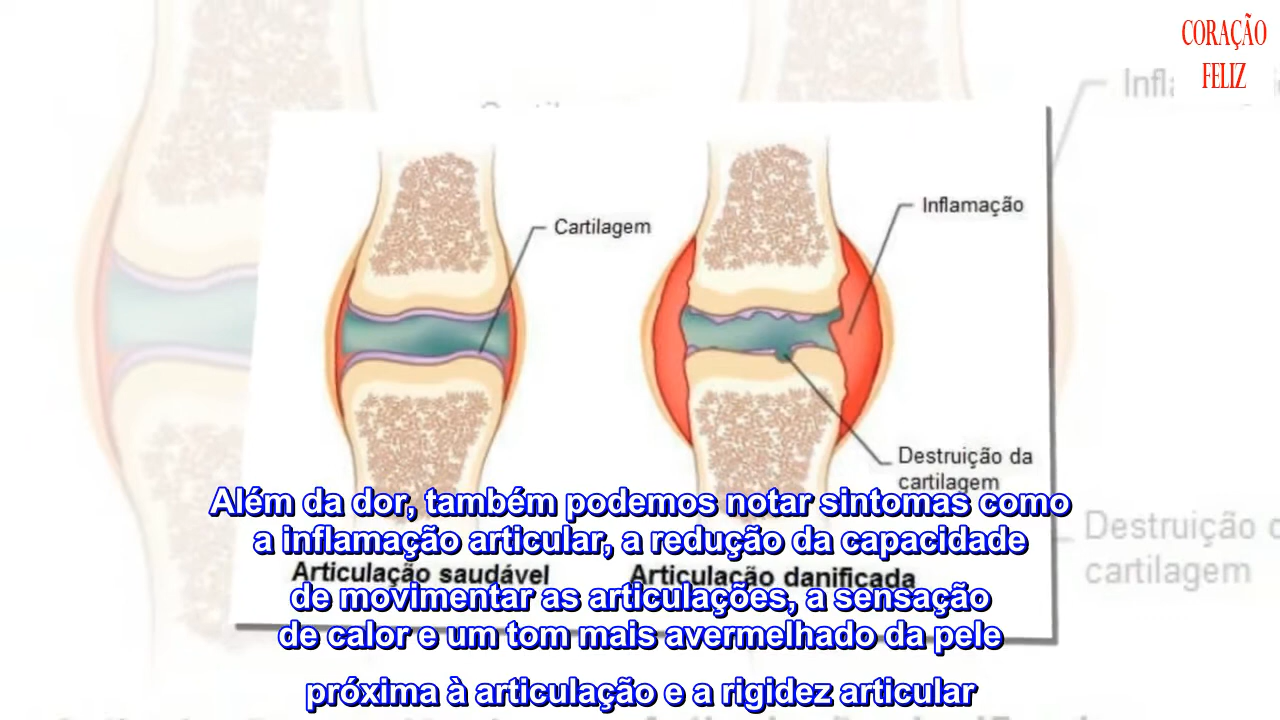 CORAÇÃO
FELIZ
Inflamação
Cartilagem
Destruição da
cartilagem
Além da dor, também podemos notar sintomas como
a inflamação articular, a redução da capacidade
Articulação saudável
Articulação danificada
de movimentar as articulações, a sensação
de calor e um tom mais avermelhado da pele
próxima à articulação e a rigidez articular
Destruição
cartilagem